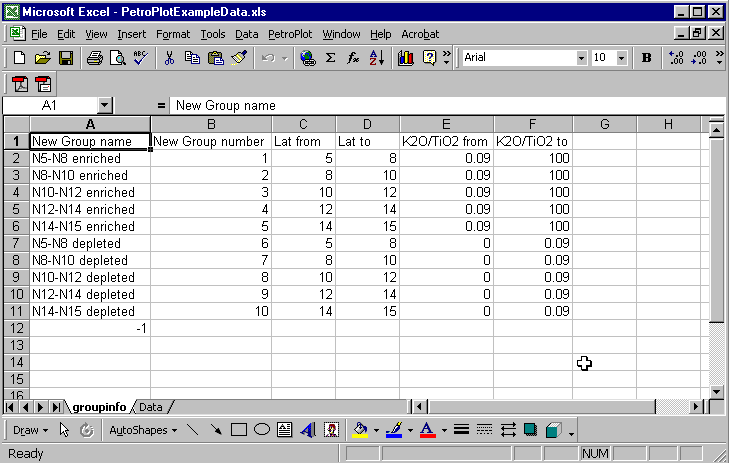 Microsoft Excel - PetroPlotExampleData.xls
File Edit View Insert Format Tools Data PetroPlot Window Help Acrobat
Arial 10 B
A1 = New Group name
A B C D E F G H
1 New Group name New Group number Lat from Lat to K2O/TiO2 from K2O/TiO2 to
2 N5-N8 enriched 1 5 8 0.09 100
3 N8-N10 enriched 2 8 10 0.09 100
4 N10-N12 enriched 3 10 12 0.09 100
5 N12-N14 enriched 4 12 14 0.09 100
6 N14-N15 enriched 5 14 15 0.09 100
7 N5-N8 depleted 6 5 8 0 0.09
8 N8-N10 depleted 7 8 10 0 0.09
9 N10-N12 depleted 8 10 12 0 0.09
10 N12-N14 depleted 9 12 14 0 0.09
11 N14-N15 depleted 10 14 15 0 0.09
12 -1
13
14
15
16
groupinfo Data
Draw AutoShapes
Ready NUM